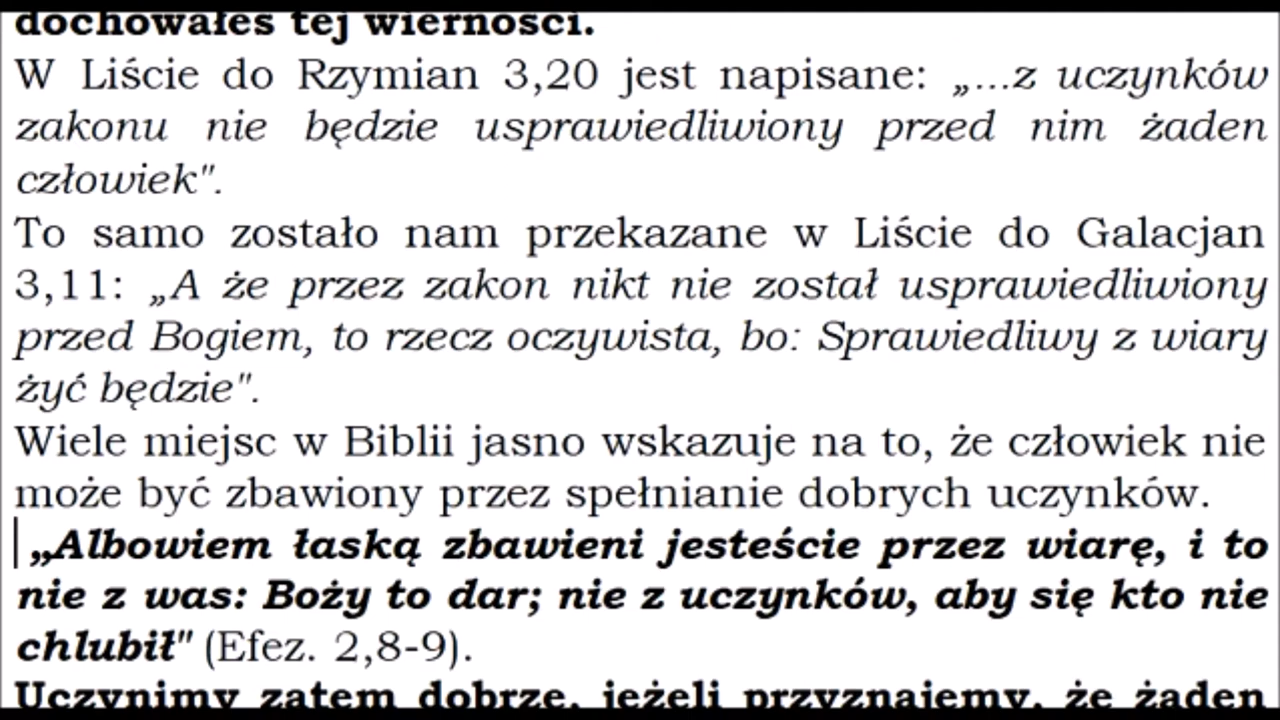 dochowałeś tej wierności.
W Liście do Rzymian 3,20 jest napisane: „...z uczynków
zakonu nie będzie usprawiedliwiony przed nim żaden
człowiek".
To samo zostało nam przekazane w Liście do Galacjan
3,11: „A że przez zakon nikt nie został usprawiedliwiony
przed Bogiem, to rzecz oczywista, bo: Sprawiedliwy z wiary
żyć będzie".
Wiele miejsc w Biblii jasno wskazuje na to, że człowiek nie
może być zbawiony przez spełnianie dobrych uczynków.
„Albowiem łaską zbawieni jesteście przez wiarę, i to
nie z was: Boży to dar; nie z uczynków, aby się kto nie
chlubił" (Efez. 2,8-9).
Uczynimy zatem dobrze, jeżeli przyznajemy, że żaden